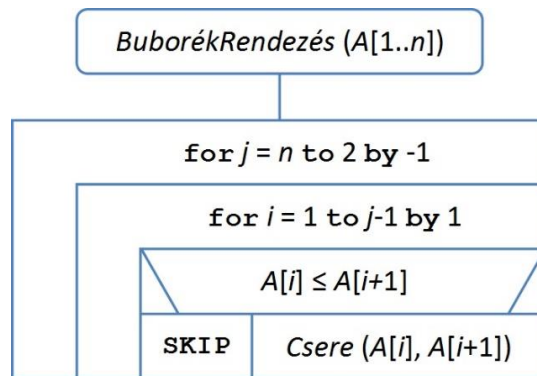 BuborékRendezés (A[1..n])
for j = n to 2 by -1
for i = 1 to j-1 by 1
A[i] ≤ A[i+1]
SKIP
Csere (A[i], A[i+1])